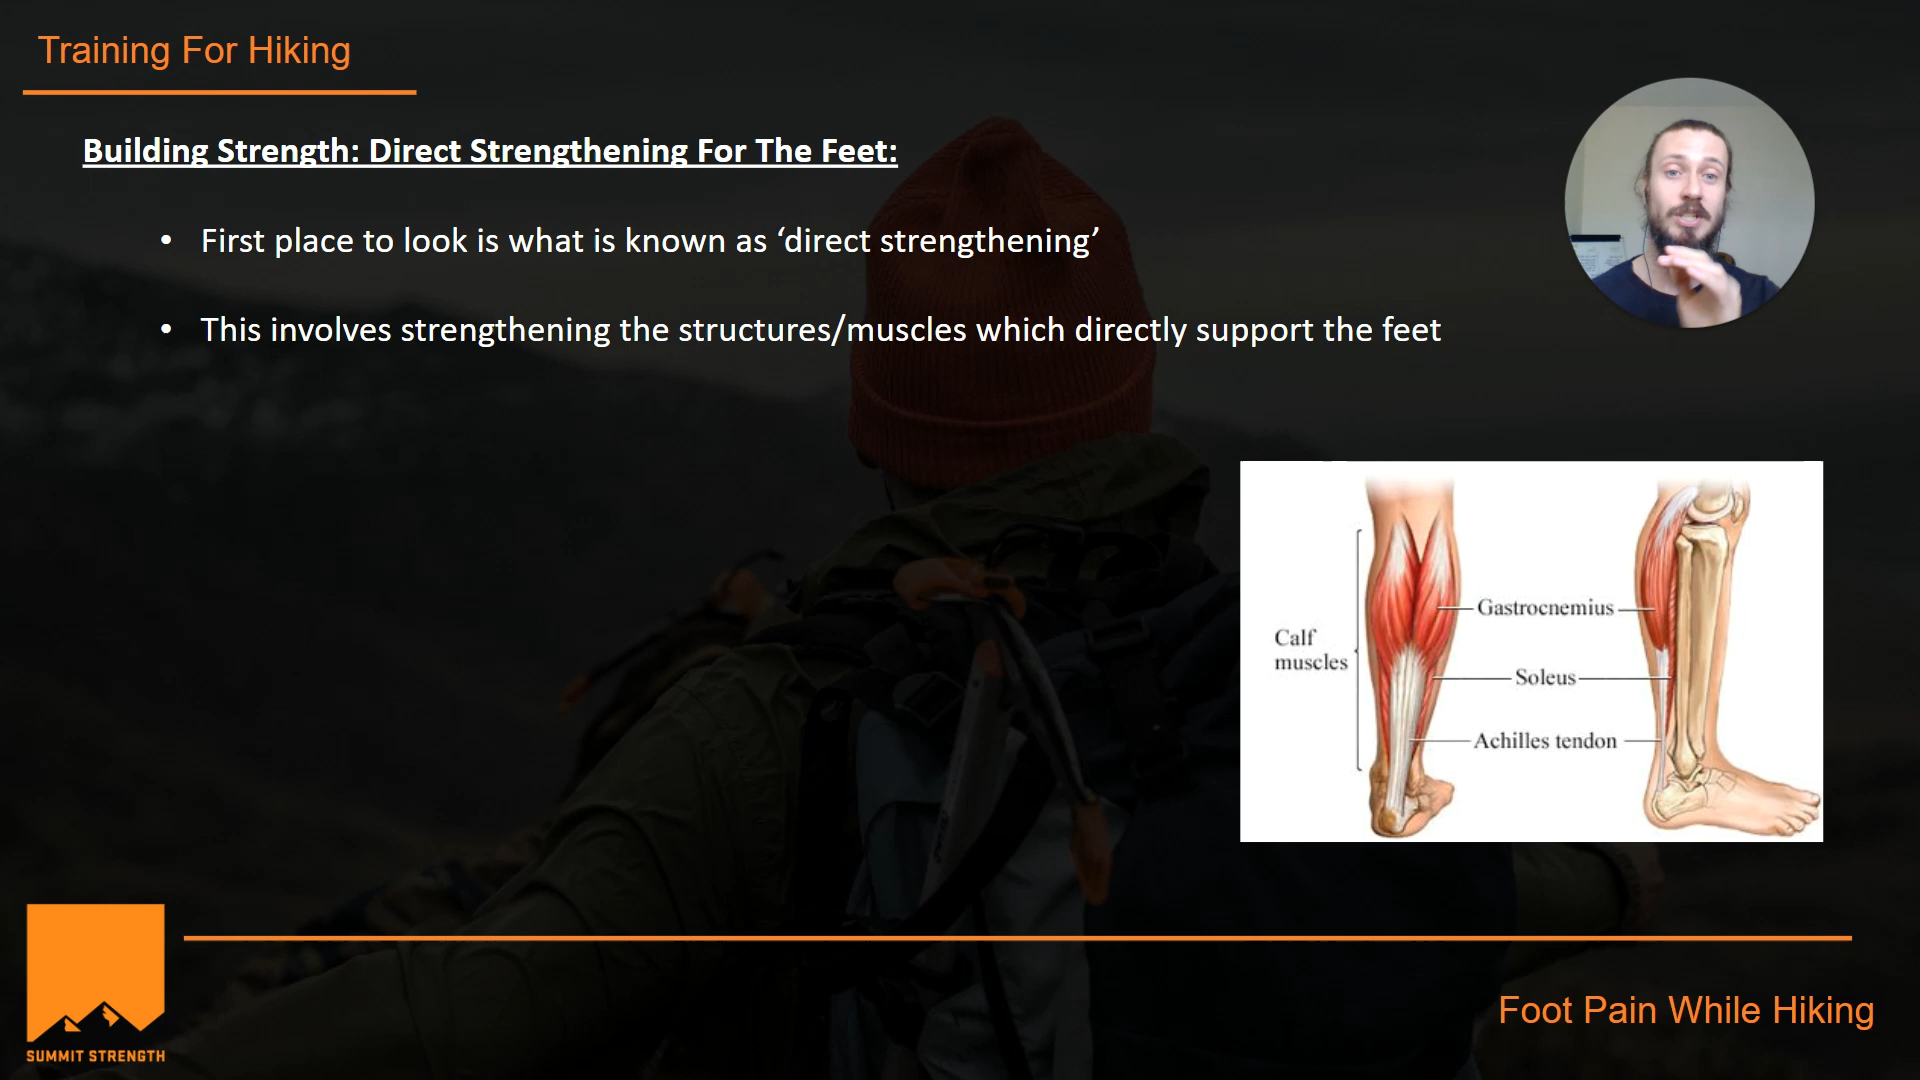 Training For Hiking
Building Strength: Direct Strengthening For The Feet:
• First place to look is what is known as ‘direct strengthening’
• This involves strengthening the structures/muscles which directly support the feet
Calf
muscles
Gastrocnemius
Soleus
Achilles tendon
SUMMIT STRENGTH
Foot Pain While Hiking